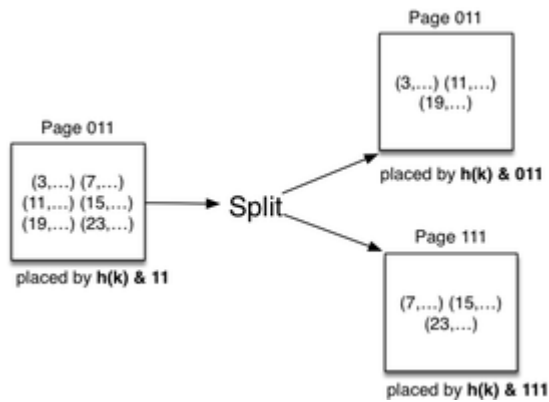 Page 011
(3,...) (7,...)
(11,...) (15,...)
(19,...) (23,...)
placed by h(k) & 11
Split
Page 011
(3,...) (11,...)
(19,...)
placed by h(k) & 011
Page 111
(7,...) (15,...)
(23,...)
placed by h(k) & 111